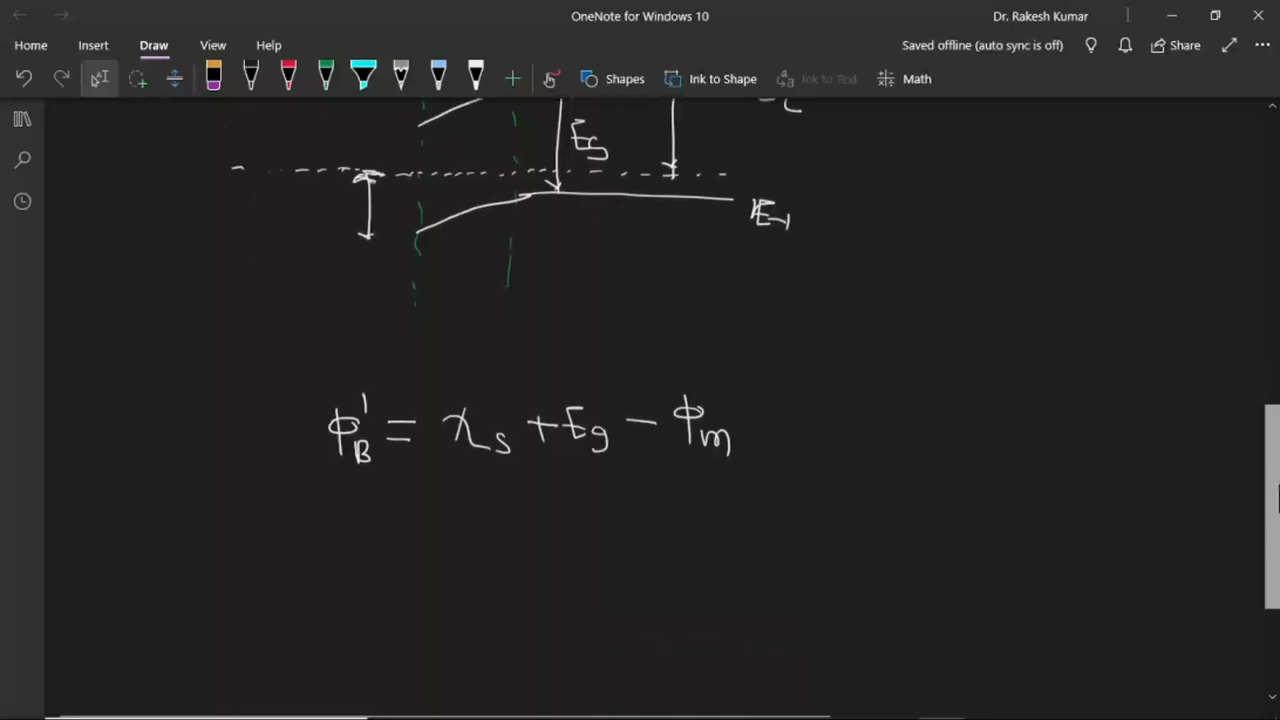 OneNote for Windows 10
Dr. Rakesh Kumar
Home Insert Draw View Help
Saved offline (auto sync is off)
Share
Shapes
Ink to Shape
Ink to Text
Math
Eg
ϕ'B = χs + Eg − ϕm